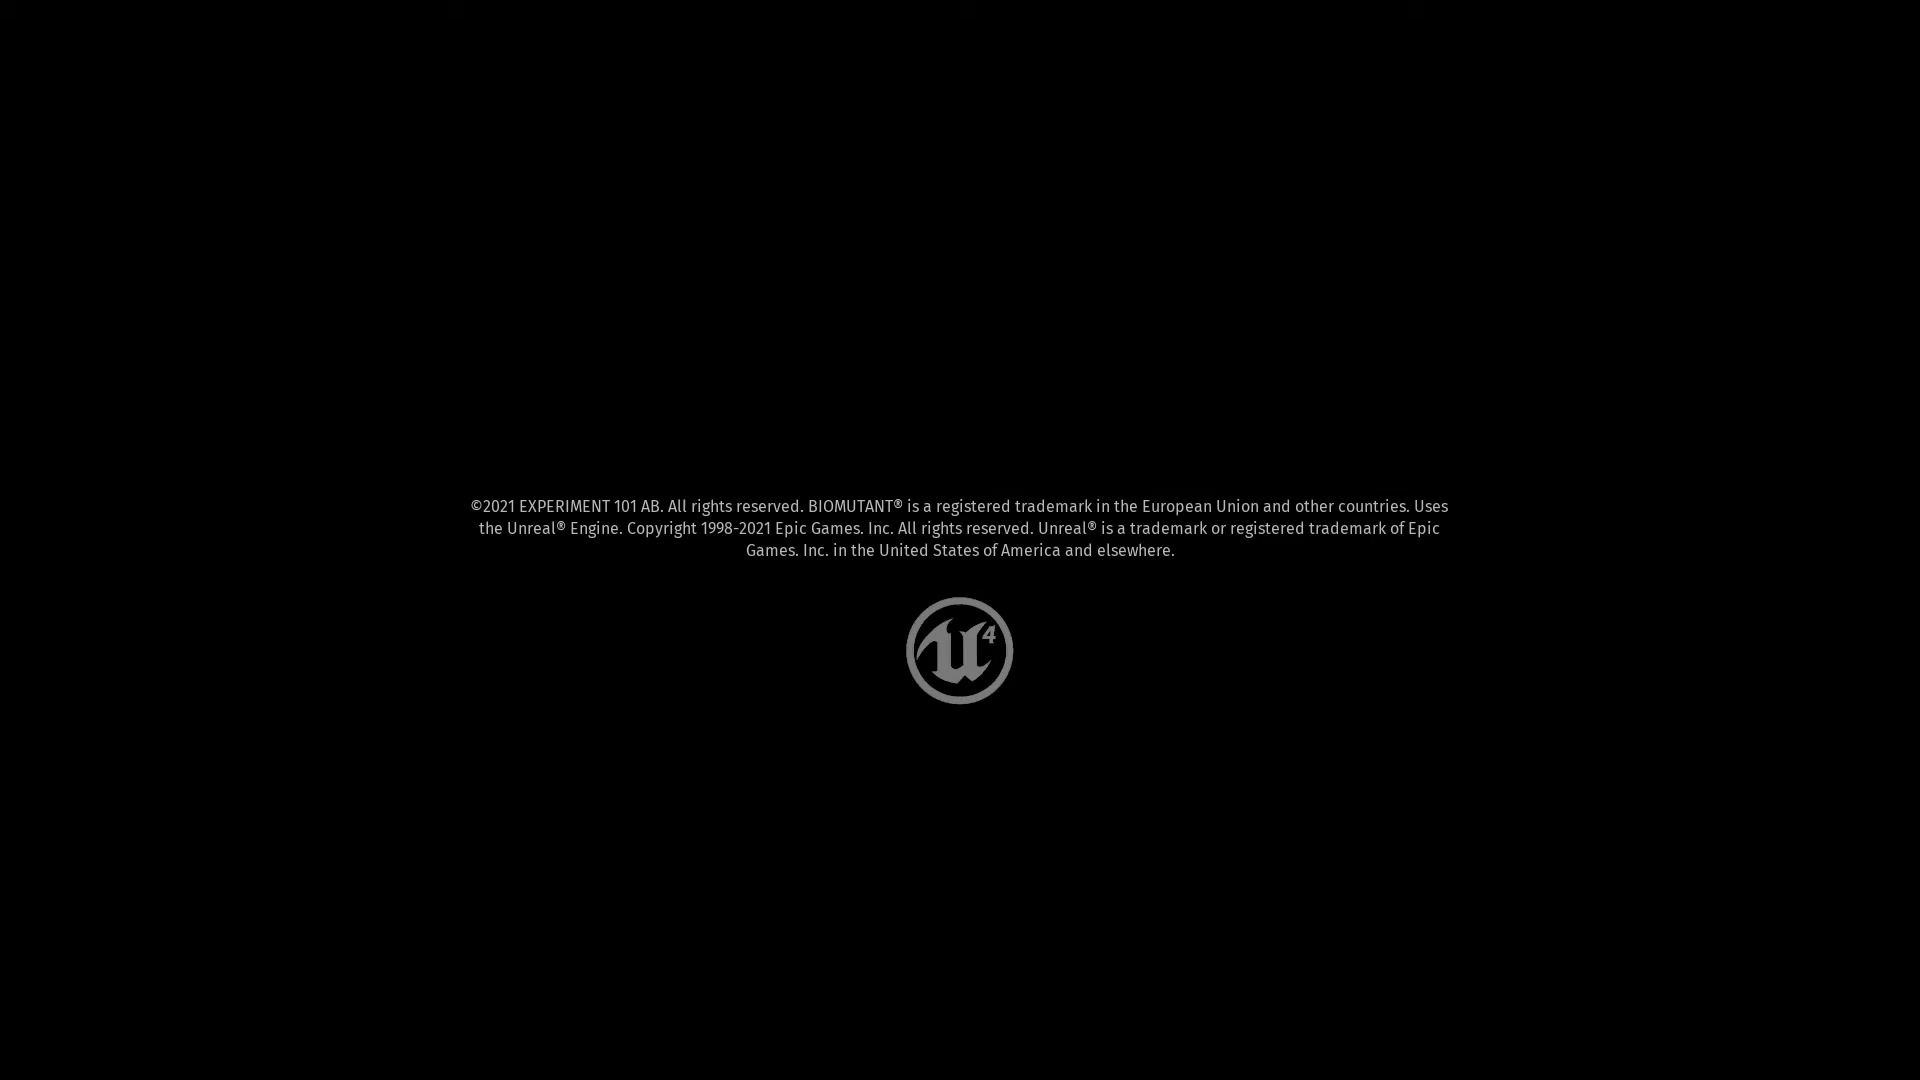 ©2021 EXPERIMENT 101 AB. All rights reserved. BIOMUTANT® is a registered trademark in the European Union and other countries. Uses
the Unreal® Engine. Copyright 1998-2021 Epic Games. Inc. All rights reserved. Unreal® is a trademark or registered trademark of Epic
Games. Inc. in the United States of America and elsewhere.
U4